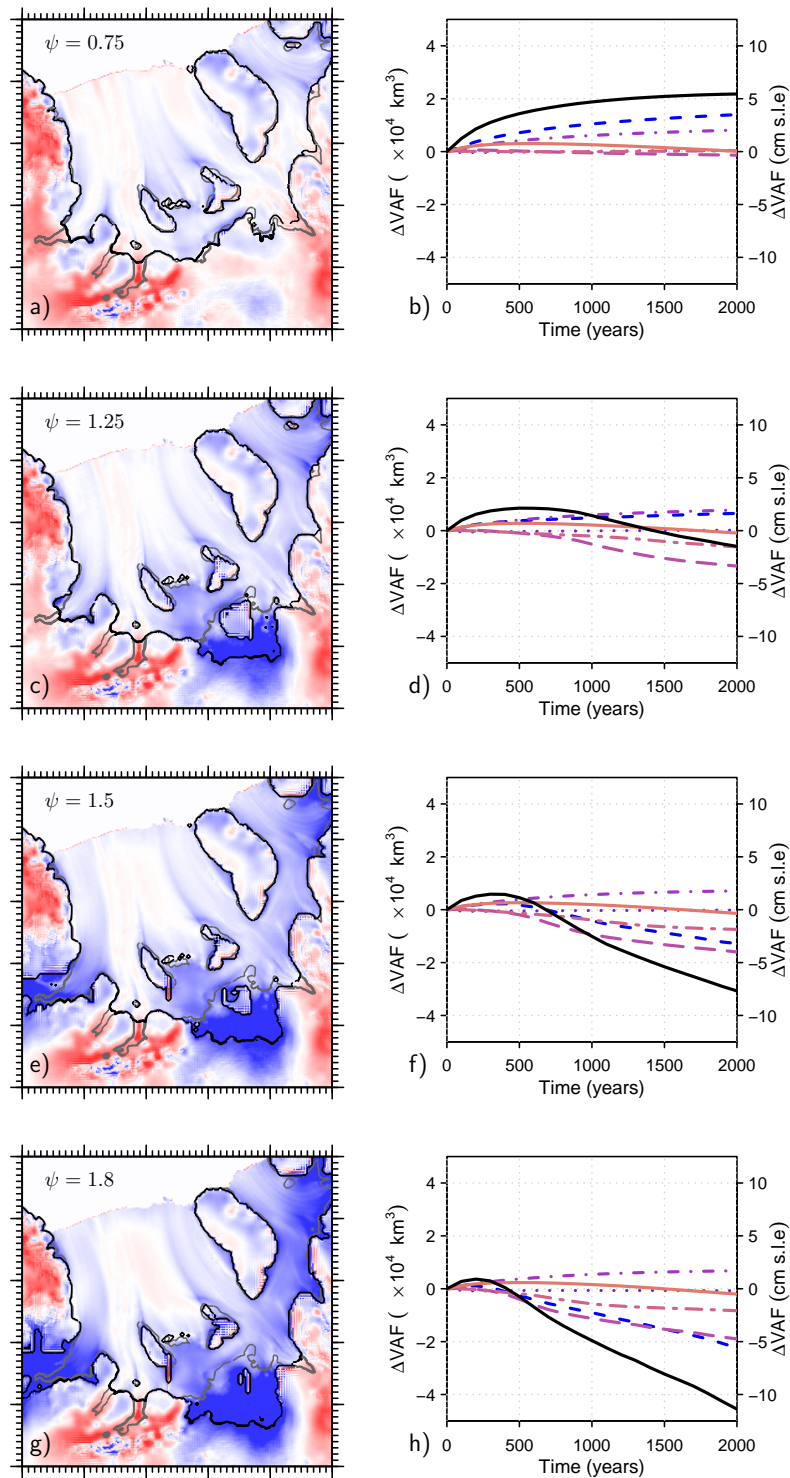 ψ = 0.75
a)
4
2
0
−2
−4
ΔVAF ( ×10⁴ km³)
10
5
0
−5
−10
ΔVAF (cm s.l.e)
0 500 1000 1500 2000
Time (years)
b)
ψ = 1.25
c)
4
2
0
−2
−4
ΔVAF ( ×10⁴ km³)
10
5
0
−5
−10
ΔVAF (cm s.l.e)
0 500 1000 1500 2000
Time (years)
d)
ψ = 1.5
e)
4
2
0
−2
−4
ΔVAF ( ×10⁴ km³)
10
5
0
−5
−10
ΔVAF (cm s.l.e)
0 500 1000 1500 2000
Time (years)
f)
ψ = 1.8
g)
4
2
0
−2
−4
ΔVAF ( ×10⁴ km³)
10
5
0
−5
−10
ΔVAF (cm s.l.e)
0 500 1000 1500 2000
Time (years)
h)